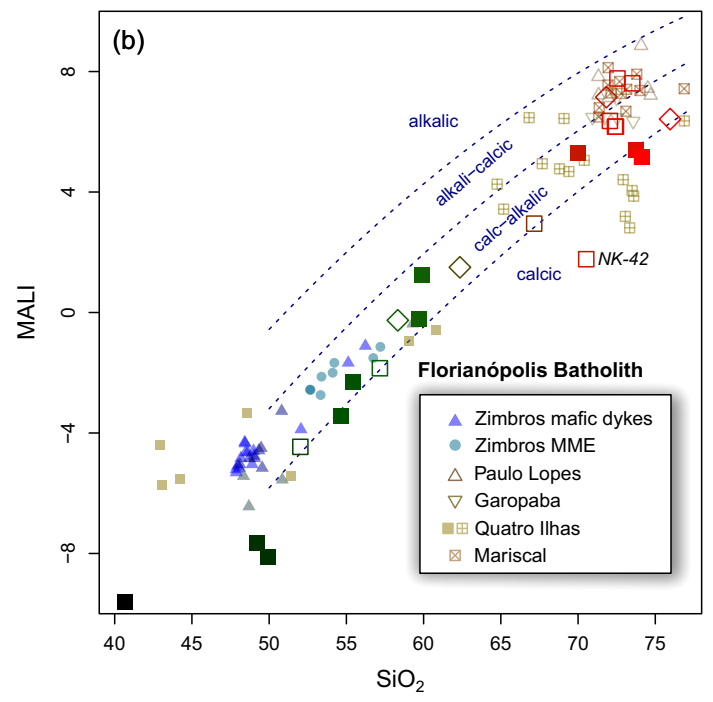 (b)
8
4
0
−4
−8
MALI
alkalic
alkali−calcic
calc−alkalic
calcic
NK-42
Florianópolis Batholith
Zimbros mafic dykes
Zimbros MME
Paulo Lopes
Garopaba
Quatro Ilhas
Mariscal
40 45 50 55 60 65 70 75
SiO₂